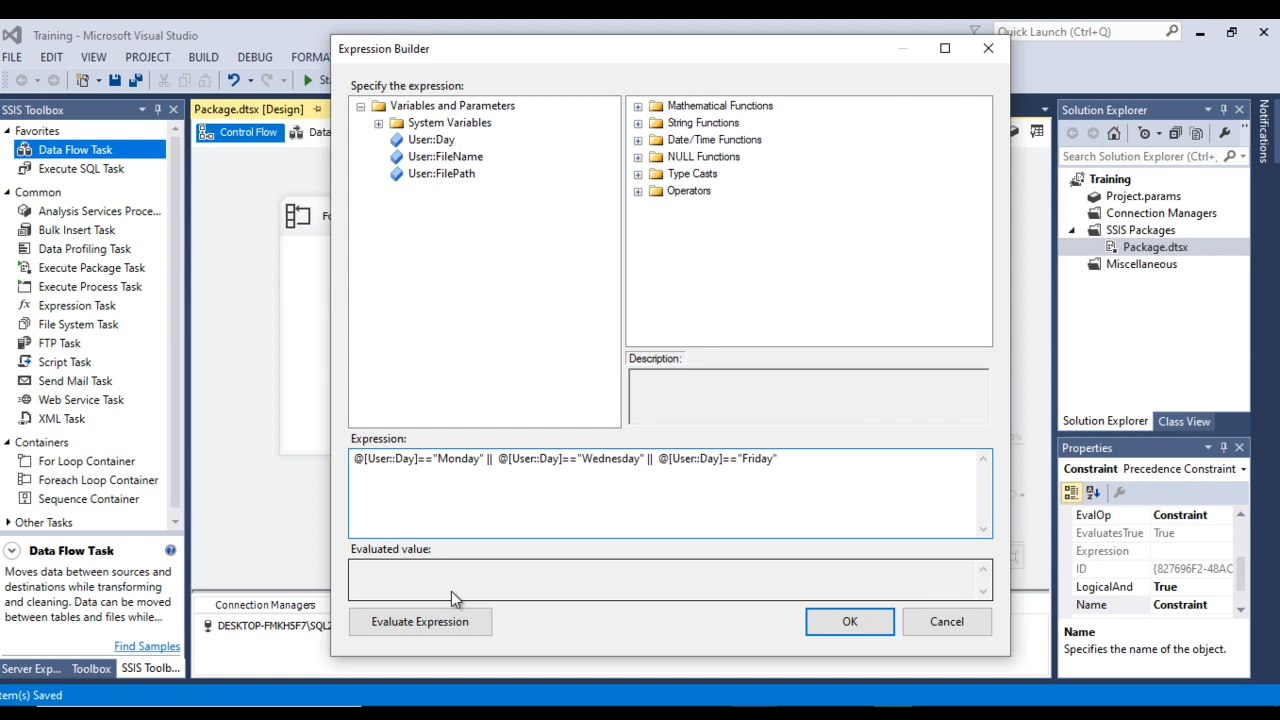 Training - Microsoft Visual Studio
Quick Launch (Ctrl+Q)
FILE EDIT VIEW PROJECT BUILD DEBUG
Expression Builder
Specify the expression:
Variables and Parameters
System Variables
User::Day
User::FileName
User::FilePath
Mathematical Functions
String Functions
Date/Time Functions
NULL Functions
Type Casts
Operators
Description:
Expression:
@[User::Day]=="Monday" || @[User::Day]=="Wednesday" || @[User::Day]=="Friday"
Evaluated value:
Evaluate Expression
OK
Cancel
SSIS Toolbox
Favorites
Data Flow Task
Execute SQL Task
Common
Analysis Services Proce...
Bulk Insert Task
Data Profiling Task
Execute Package Task
Execute Process Task
Expression Task
File System Task
FTP Task
Script Task
Send Mail Task
Web Service Task
XML Task
Containers
For Loop Container
Foreach Loop Container
Sequence Container
Other Tasks
Data Flow Task
Moves data between sources and
destinations while transforming
and cleaning. Data can be moved
between tables and files while...
Find Samples
Server Exp... Toolbox SSIS Toolb...
Package.dtsx [Design]
Control Flow
Connection Managers
Solution Explorer
Search Solution Explorer (Ctrl+;
Training
Project.params
Connection Managers
SSIS Packages
Package.dtsx
Miscellaneous
Solution Explorer Class View
Properties
Constraint Precedence Constraint
EvalOp Constraint
EvaluatesTrue True
Expression
ID {827696F2-48AC
LogicalAnd True
Name Constraint
Name
Specifies the name of the object.
Notifications
Saved